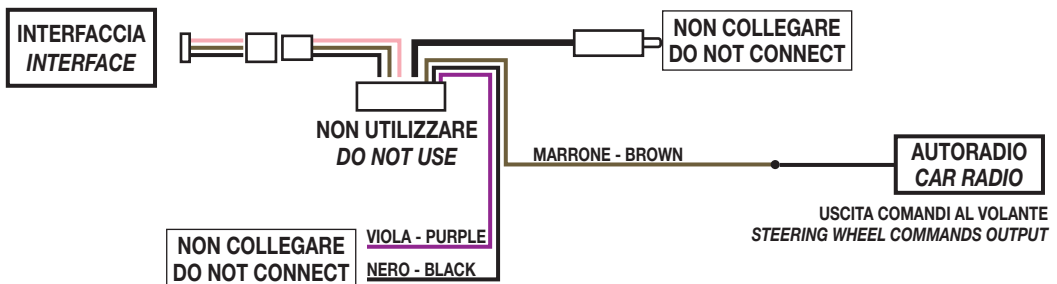 INTERFACCIA
INTERFACE
NON COLLEGARE
DO NOT CONNECT
NON UTILIZZARE
DO NOT USE
MARRONE - BROWN
AUTORADIO
CAR RADIO
USCITA COMANDI AL VOLANTE
STEERING WHEEL COMMANDS OUTPUT
NON COLLEGARE
DO NOT CONNECT
VIOLA - PURPLE
NERO - BLACK